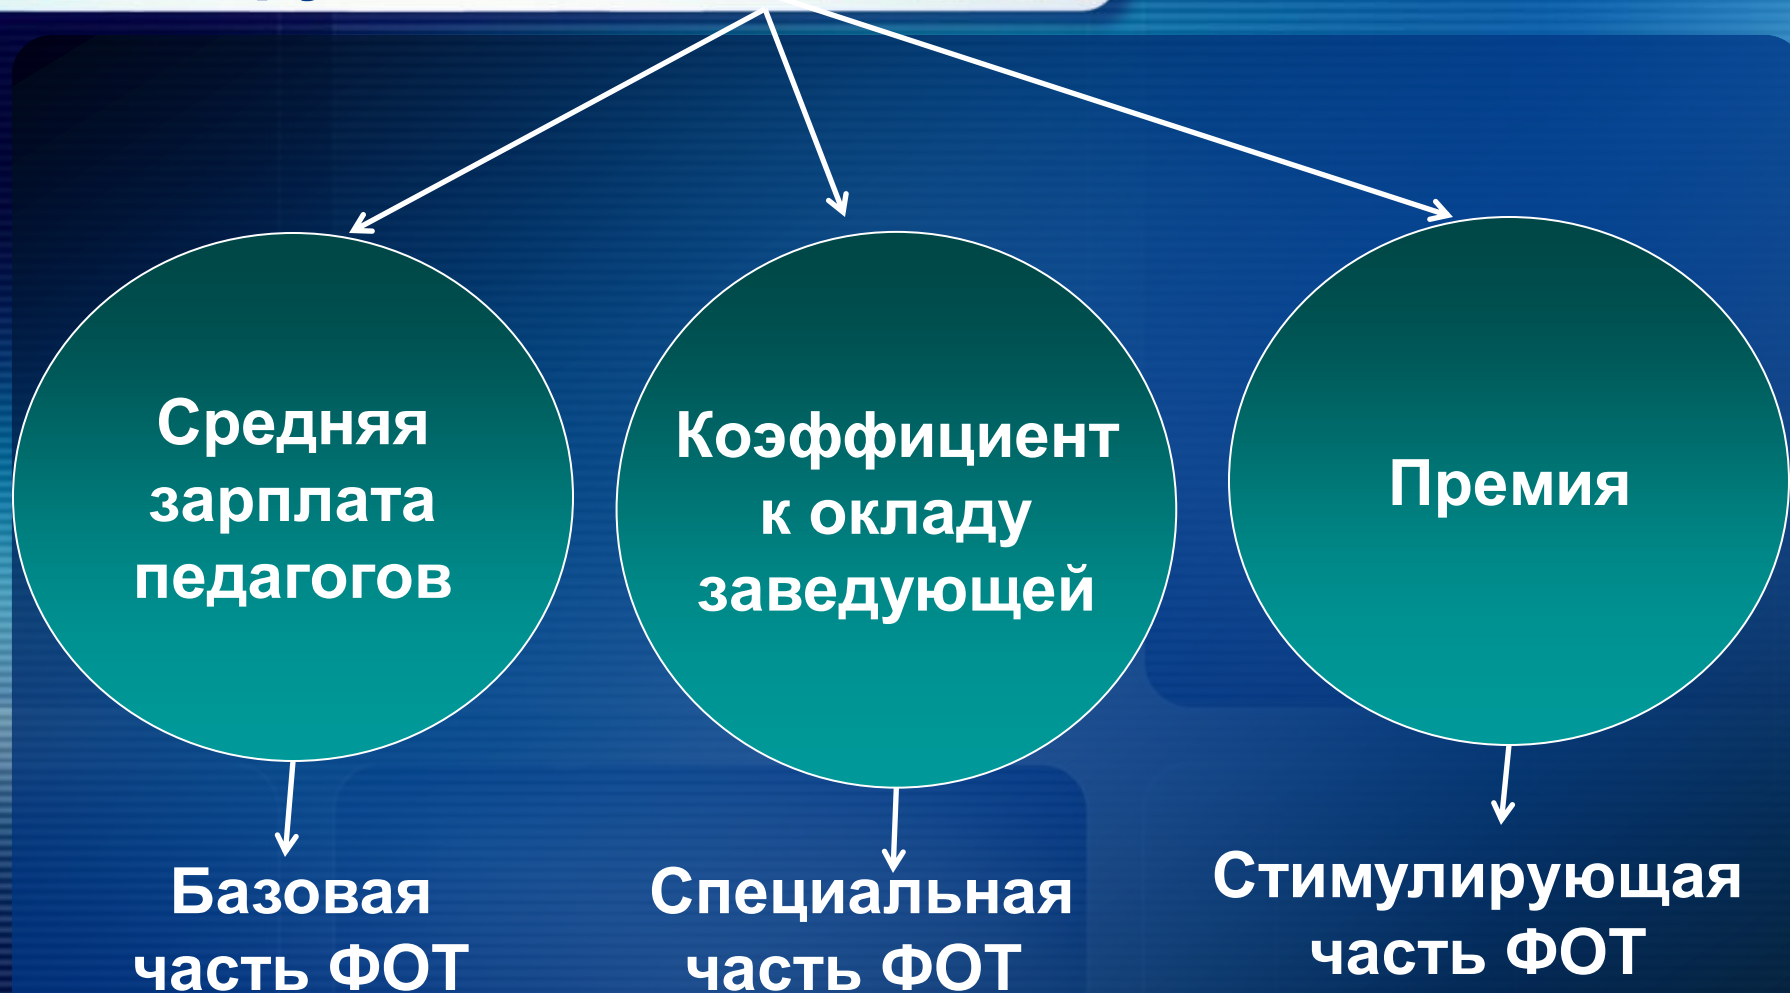 Средняя
зарплата
педагогов
Коэффициент
к окладу
заведующей
Премия
Базовая
часть ФОТ
Специальная
часть ФОТ
Стимулирующая
часть ФОТ